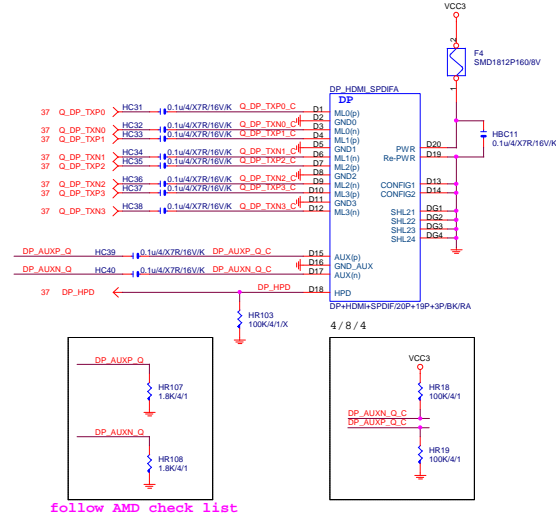 VCC3
2
F4
SMD1812P160/8V
1
DP_HDMI_SPDIFA
DP
37 Q_DP_TXP0 HC31 0.1u/4/X7R/16V/K Q_DP_TXP0_C D1 ML0(p)
D2 GND0
37 Q_DP_TXN0 HC32 0.1u/4/X7R/16V/K Q_DP_TXN0_C D3 ML0(n)
37 Q_DP_TXP1 HC33 0.1u/4/X7R/16V/K Q_DP_TXP1_C D4 ML1(p)
D5 GND1
37 Q_DP_TXN1 HC34 0.1u/4/X7R/16V/K Q_DP_TXN1_C D6 ML1(n)
37 Q_DP_TXP2 HC35 0.1u/4/X7R/16V/K Q_DP_TXP2_C D7 ML2(p)
D8 GND2
37 Q_DP_TXN2 HC36 0.1u/4/X7R/16V/K Q_DP_TXN2_C D9 ML2(n)
37 Q_DP_TXP3 HC37 0.1u/4/X7R/16V/K Q_DP_TXP3_C D10 ML3(p)
D11 GND3
37 Q_DP_TXN3 HC38 0.1u/4/X7R/16V/K Q_DP_TXN3_C D12 ML3(n)
DP_AUXP_Q HC39 0.1u/4/X7R/16V/K DP_AUXP_Q_C D15 AUX(p)
D16 GND_AUX
DP_AUXN_Q HC40 0.1u/4/X7R/16V/K DP_AUXN_Q_C D17 AUX(n)
37 DP_HPD DP_HPD D18 HPD
PWR D20
Re-PWR D19
CONFIG1 D13
CONFIG2 D14
SHL21 DG1
SHL22 DG2
SHL23 DG3
SHL24 DG4
HBC11
0.1u/4/X7R/16V/K
DP+HDMI+SPDIF/20P+19P+3P/BK/RA
HR103
100K/4/1/X
4/8/4
DP_AUXP_Q
HR107
1.8K/4/1
DP_AUXN_Q
HR108
1.8K/4/1
VCC3
HR18
100K/4/1
DP_AUXN_Q_C
DP_AUXP_Q_C
HR19
100K/4/1
follow AMD check list